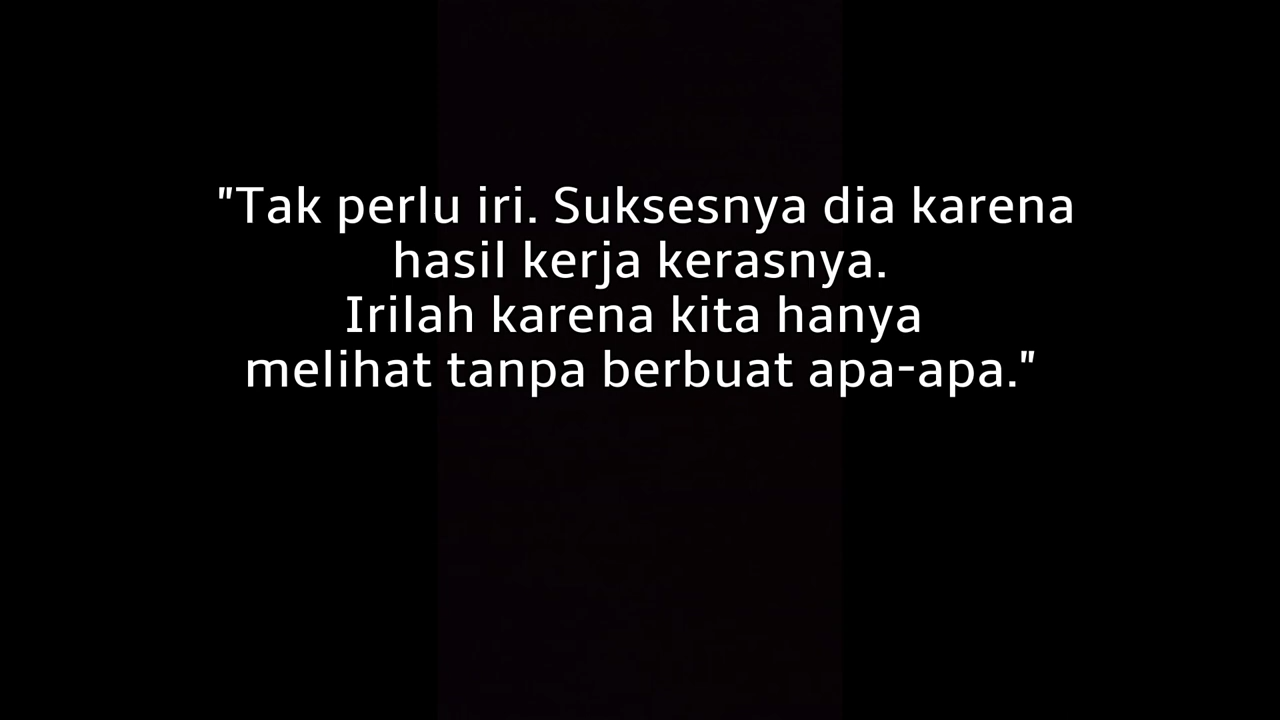 "Tak perlu iri. Suksesnya dia karena
hasil kerja kerasnya.
Irilah karena kita hanya
melihat tanpa berbuat apa-apa."